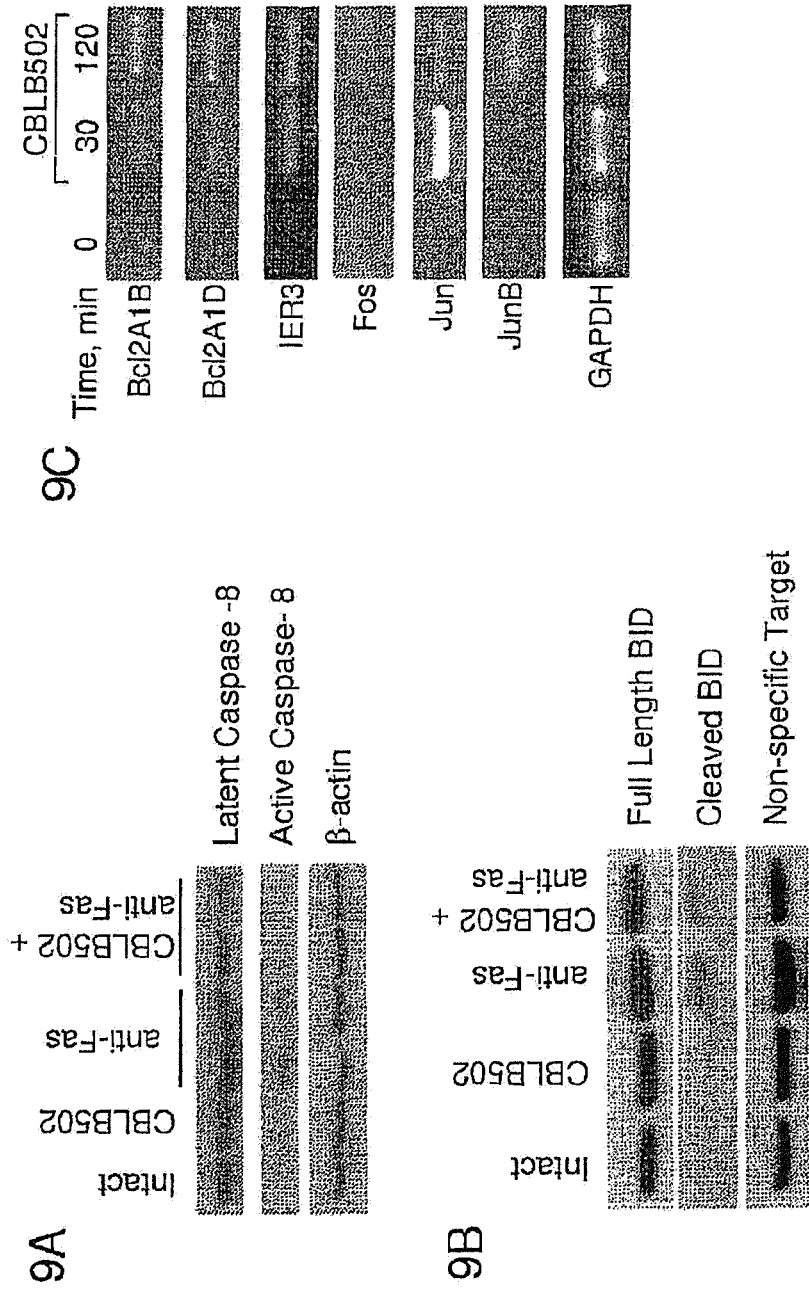 9A
Intact
CBLB502
anti-Fas
CBLB502 +
anti-Fas
Latent Caspase -8
Active Caspase- 8
β-actin
9B
Intact
CBLB502
anti-Fas
CBLB502 +
anti-Fas
Full Length BID
Cleaved BID
Non-specific Target
9C
CBLB502
Time, min 0 30 120
Bcl2A1B
Bcl2A1D
IER3
Fos
Jun
JunB
GAPDH